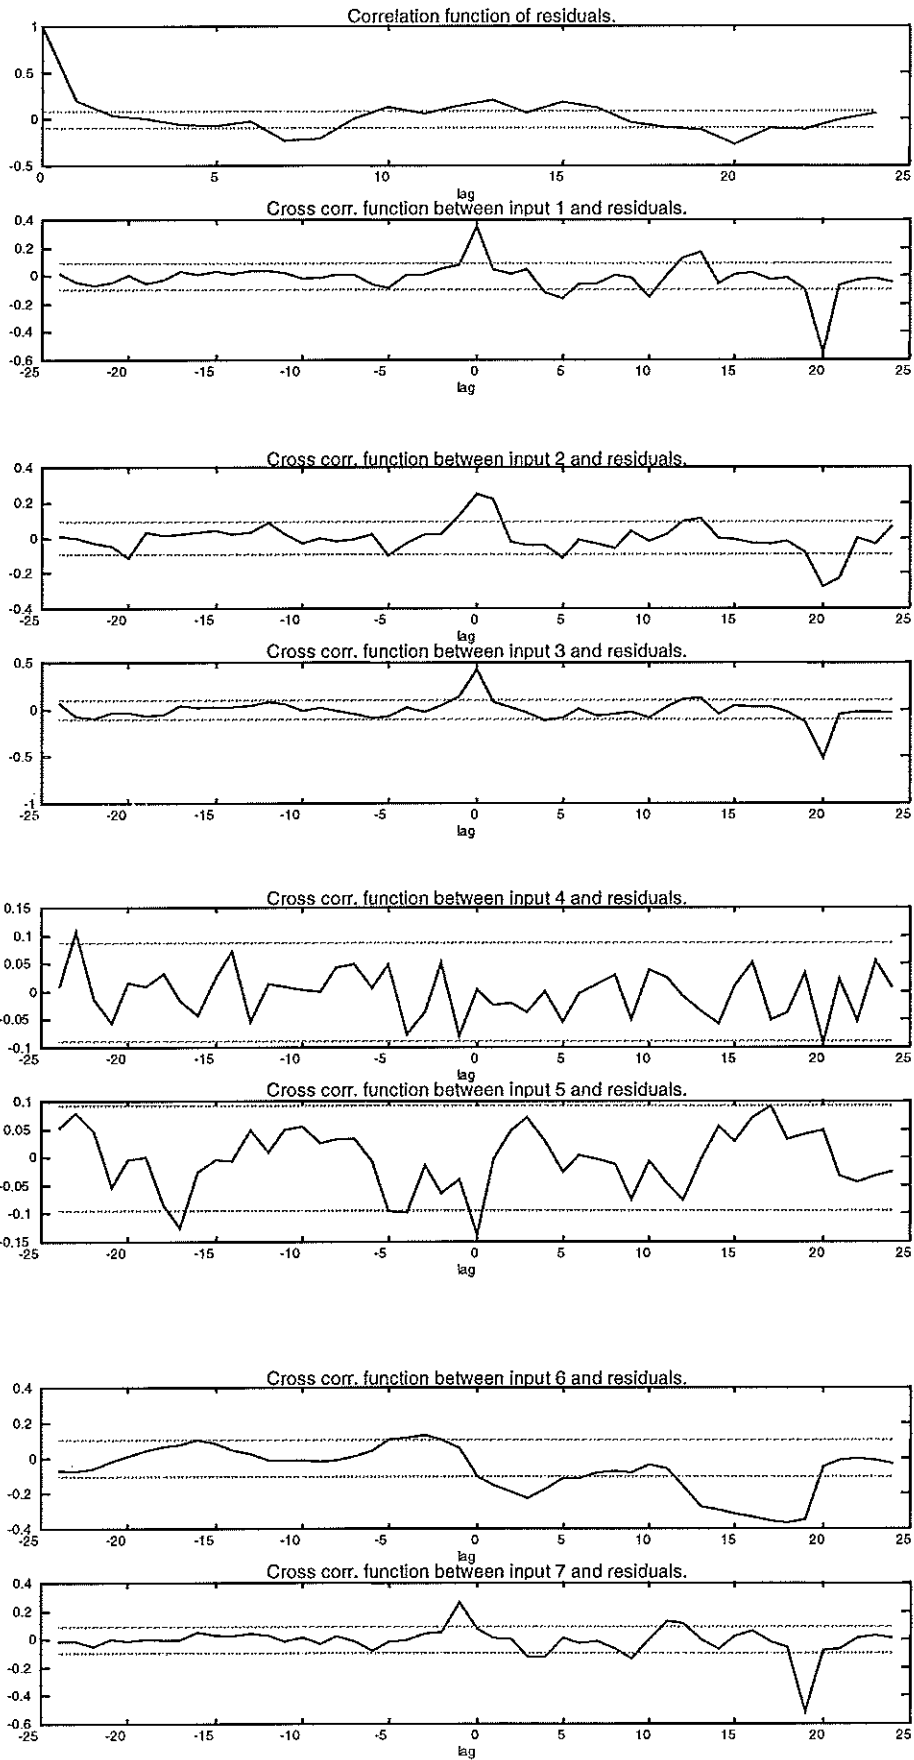 Correlation function of residuals.
1
0.5
0
-0.5
0 5 10 15 20 25
lag
Cross corr. function between input 1 and residuals.
0.4
0.2
0
-0.2
-0.4
-0.6
-25 -20 -15 -10 -5 0 5 10 15 20 25
lag
Cross corr. function between input 2 and residuals.
0.4
0.2
0
-0.2
-0.4
-25 -20 -15 -10 -5 0 5 10 15 20 25
lag
Cross corr. function between input 3 and residuals.
0.5
0
-0.5
-1
-25 -20 -15 -10 -5 0 5 10 15 20 25
lag
Cross corr. function between input 4 and residuals.
0.15
0.1
0.05
0
-0.05
-0.1
-25 -20 -15 -10 -5 0 5 10 15 20 25
lag
Cross corr. function between input 5 and residuals.
0.1
0.05
0
-0.05
-0.1
-0.15
-25 -20 -15 -10 -5 0 5 10 15 20 25
lag
Cross corr. function between input 6 and residuals.
0.4
0.2
0
-0.2
-0.4
-25 -20 -15 -10 -5 0 5 10 15 20 25
lag
Cross corr. function between input 7 and residuals.
0.4
0.2
0
-0.2
-0.4
-0.6
-25 -20 -15 -10 -5 0 5 10 15 20 25
lag